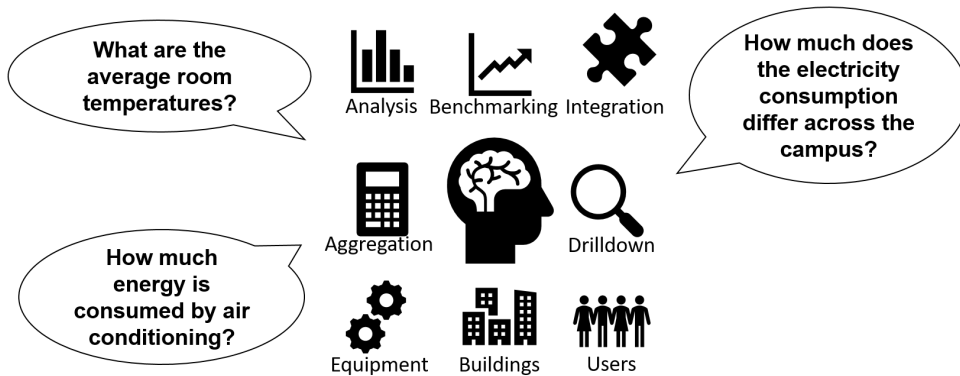 What are the
average room
temperatures?
Analysis Benchmarking Integration
How much does
the electricity
consumption
differ across the
campus?
Aggregation
Drilldown
How much
energy is
consumed by air
conditioning?
Equipment Buildings Users